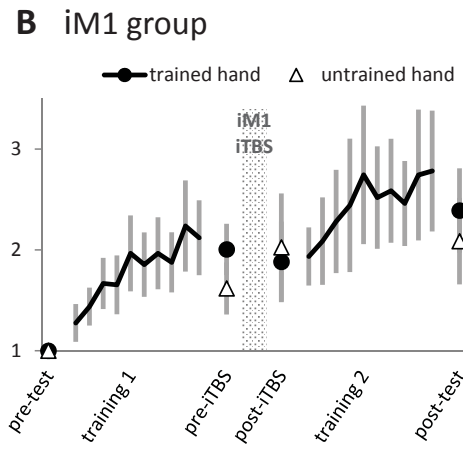 B iM1 group
trained hand untrained hand
iM1
iTBS
3
2
1
pre-test
training 1
pre-iTBS
post-iTBS
training 2
post-test